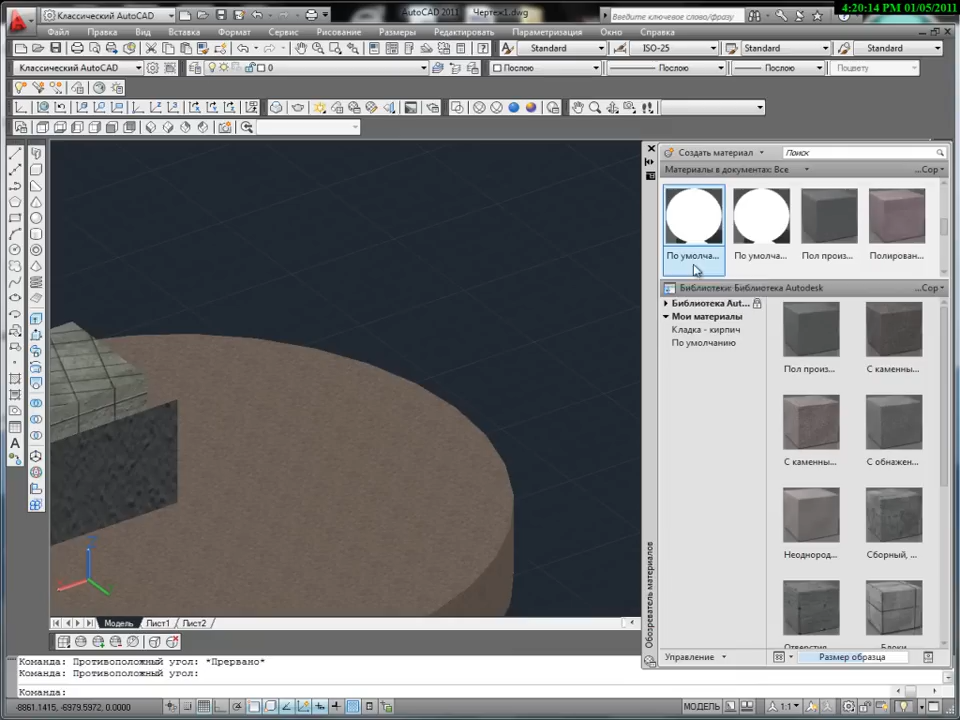 4:20:14 PM 01/05/2011
Классический AutoCAD
AutoCAD 2011 Чертеж1.dwg
Введите ключевое слово/фразу
Файл Правка Вид Вставка Формат Сервис Рисование Размеры Редактировать Параметризация Окно Справка
Standard ISO-25 Standard Standard
Классический AutoCAD 0 Послою Послою Послою Поцвету
Создать материал Поиск
Материалы в документах: Все ...Сор
По умолча... По умолча... Пол произ... Полирован...
Библиотеки: Библиотека Autodesk ...Сор
Библиотека Aut...
Мои материалы
Кладка - кирпич
По умолчанию
Пол произ... С каменны...
С каменны... С обнажен...
Неоднород... Сборный, ...
Отверстия Блоки
Обозреватель материалов
Модель Лист1 Лист2
Управление Размер образца
Команда: Противоположный угол: *Прервано*
Команда: Противоположный угол:
Команда:
-8861.1415, -6979.5972, 0.0000
МОДЕЛЬ 1:1